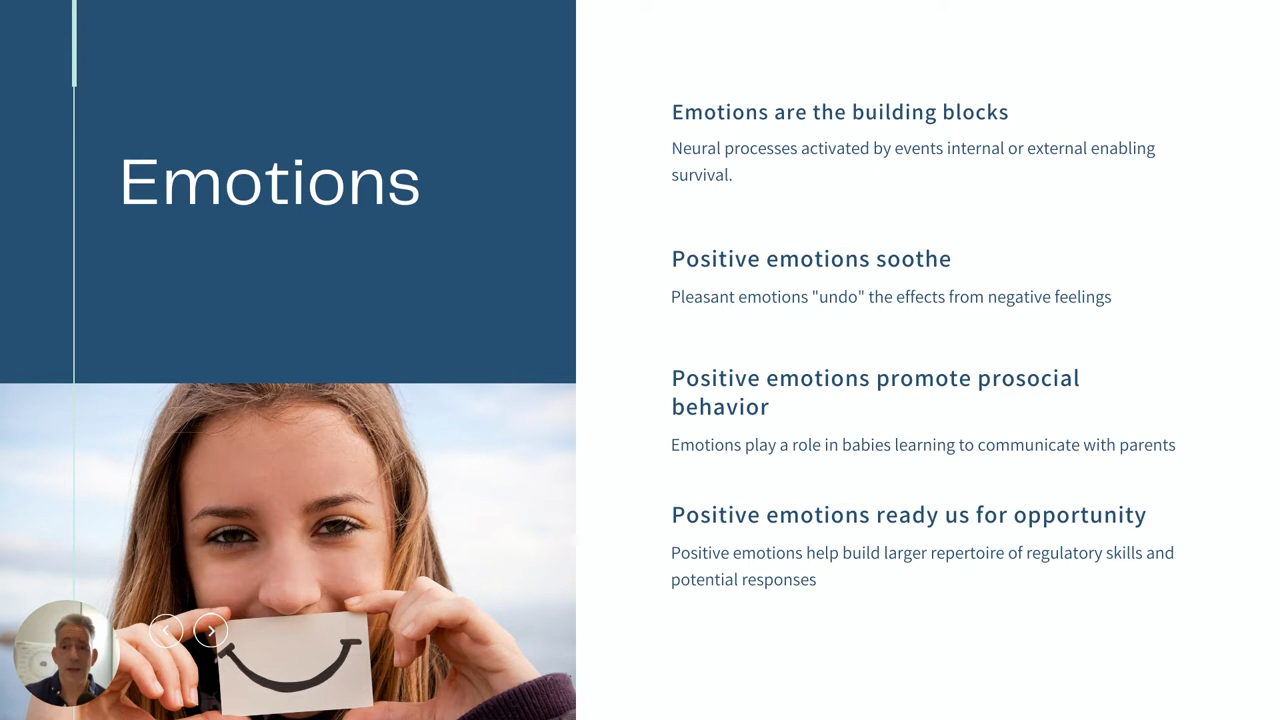 Emotions
Emotions are the building blocks
Neural processes activated by events internal or external enabling
survival.
Positive emotions soothe
Pleasant emotions "undo" the effects from negative feelings
Positive emotions promote prosocial
behavior
Emotions play a role in babies learning to communicate with parents
Positive emotions ready us for opportunity
Positive emotions help build larger repertoire of regulatory skills and
potential responses